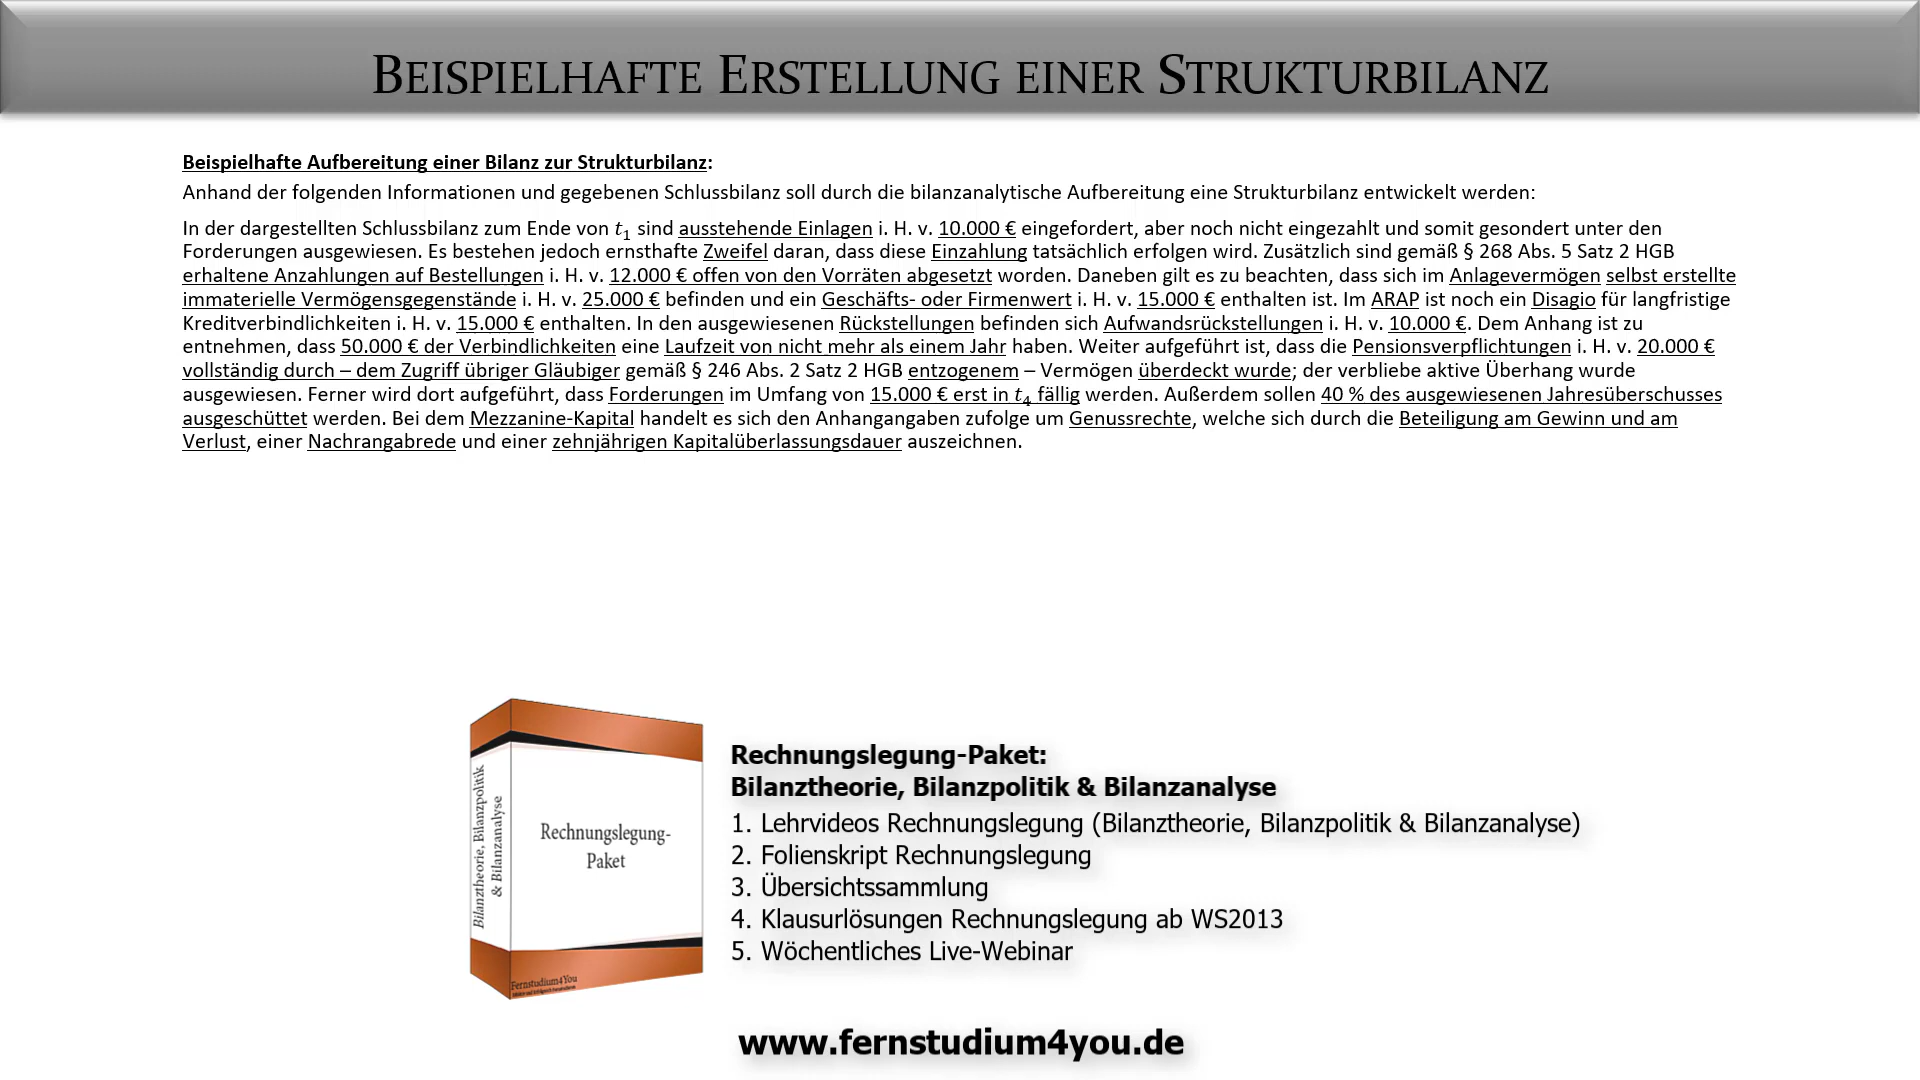 BEISPIELHAFTE ERSTELLUNG EINER STRUKTURBILANZ
Beispielhafte Aufbereitung einer Bilanz zur Strukturbilanz:
Anhand der folgenden Informationen und gegebenen Schlussbilanz soll durch die bilanzanalytische Aufbereitung eine Strukturbilanz entwickelt werden:
In der dargestellten Schlussbilanz zum Ende von t₁ sind ausstehende Einlagen i. H. v. 10.000 € eingefordert, aber noch nicht eingezahlt und somit gesondert unter den
Forderungen ausgewiesen. Es bestehen jedoch ernsthafte Zweifel daran, dass diese Einzahlung tatsächlich erfolgen wird. Zusätzlich sind gemäß § 268 Abs. 5 Satz 2 HGB
erhaltene Anzahlungen auf Bestellungen i. H. v. 12.000 € offen von den Vorräten abgesetzt worden. Daneben gilt es zu beachten, dass sich im Anlagevermögen selbst erstellte
immaterielle Vermögensgegenstände i. H. v. 25.000 € befinden und ein Geschäfts- oder Firmenwert i. H. v. 15.000 € enthalten ist. Im ARAP ist noch ein Disagio für langfristige
Kreditverbindlichkeiten i. H. v. 15.000 € enthalten. In den ausgewiesenen Rückstellungen befinden sich Aufwandsrückstellungen i. H. v. 10.000 €. Dem Anhang ist zu
entnehmen, dass 50.000 € der Verbindlichkeiten eine Laufzeit von nicht mehr als einem Jahr haben. Weiter aufgeführt ist, dass die Pensionsverpflichtungen i. H. v. 20.000 €
vollständig durch – dem Zugriff übriger Gläubiger gemäß § 246 Abs. 2 Satz 2 HGB entzogenem – Vermögen überdeckt wurde; der verbliebe aktive Überhang wurde
ausgewiesen. Ferner wird dort aufgeführt, dass Forderungen im Umfang von 15.000 € erst in t₄ fällig werden. Außerdem sollen 40 % des ausgewiesenen Jahresüberschusses
ausgeschüttet werden. Bei dem Mezzanine-Kapital handelt es sich den Anhangangaben zufolge um Genussrechte, welche sich durch die Beteiligung am Gewinn und am
Verlust, einer Nachrangabrede und einer zehnjährigen Kapitalüberlassungsdauer auszeichnen.
Bilanztheorie, Bilanzpolitik
& Bilanzanalyse
Rechnungslegung-
Paket
Fernstudium4You
Rechnungslegung-Paket:
Bilanztheorie, Bilanzpolitik & Bilanzanalyse
1. Lehrvideos Rechnungslegung (Bilanztheorie, Bilanzpolitik & Bilanzanalyse)
2. Folienskript Rechnungslegung
3. Übersichtssammlung
4. Klausurlösungen Rechnungslegung ab WS2013
5. Wöchentliches Live-Webinar
www.fernstudium4you.de